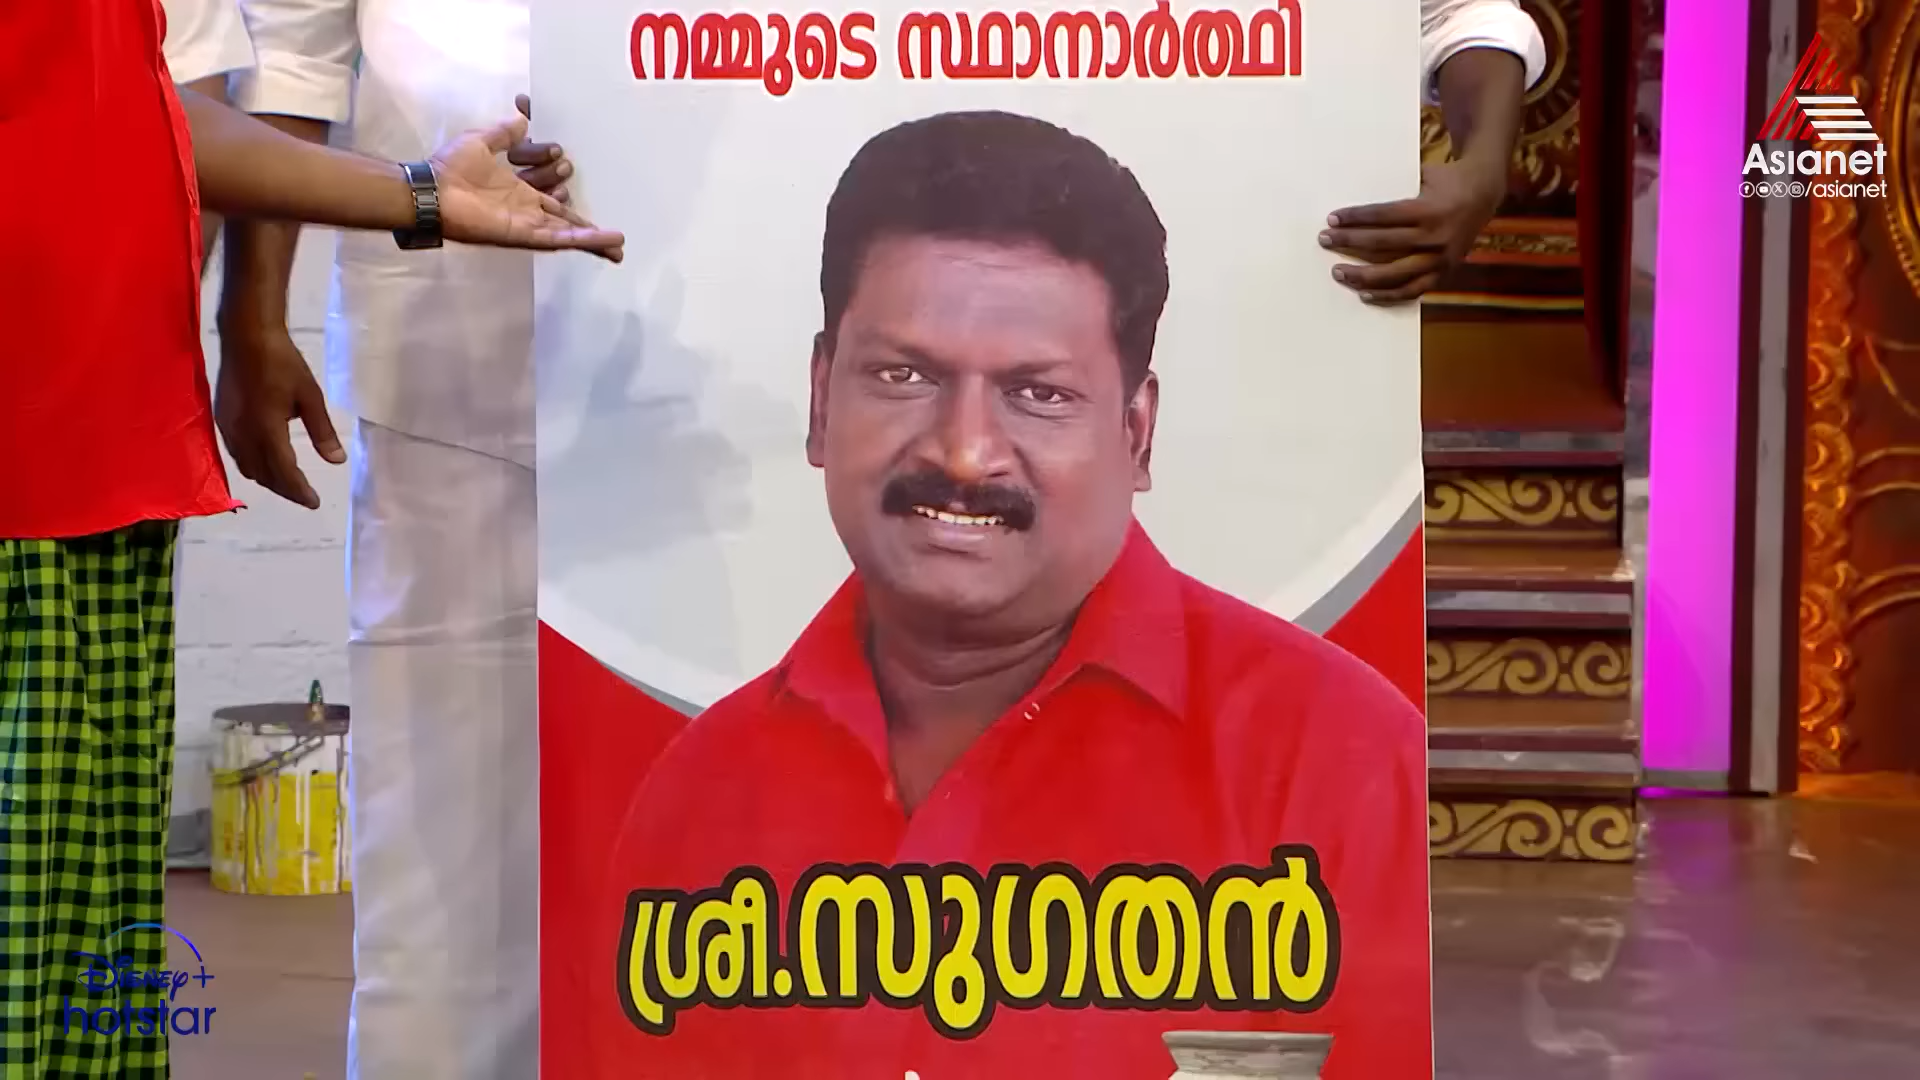 നമ്മുടെ സ്ഥാനാർത്ഥി
Asianet
/asianet
ശ്രീ.സുഗതൻ
Disney+
hotstar